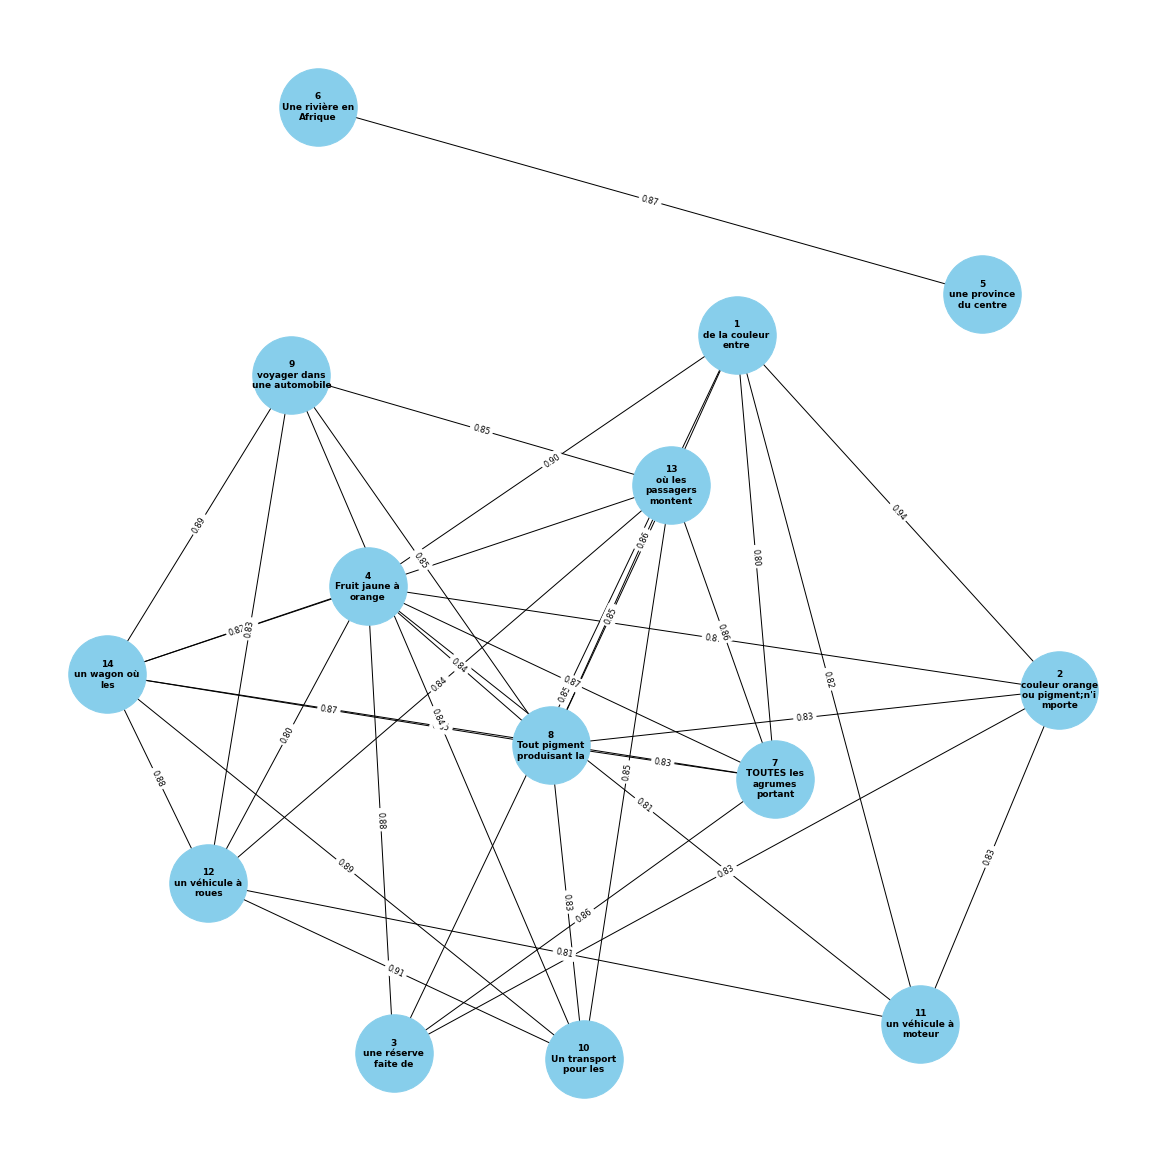 6
Une rivière en
Afrique
0.87
5
une province
du centre
1
de la couleur
entre
9
voyager dans
une automobile
0.85
0.90
13
où les
passagers
montent
0.94
0.89
0.86
0.80
0.85
4
Fruit jaune à
orange
0.85
0.83
0.86
0.84
14
un wagon où
les
0.87
0.84
0.82
2
couleur orange
ou pigment;n'i
mporte
0.85
0.87
0.83
0.80
8
Tout pigment
produisant la
0.83
7
TOUTES les
agrumes
portant
0.88
0.85
0.81
0.88
0.83
0.89
0.83
12
un véhicule à
roues
0.83
0.86
0.81
0.91
11
un véhicule à
moteur
3
une réserve
faite de
10
Un transport
pour les